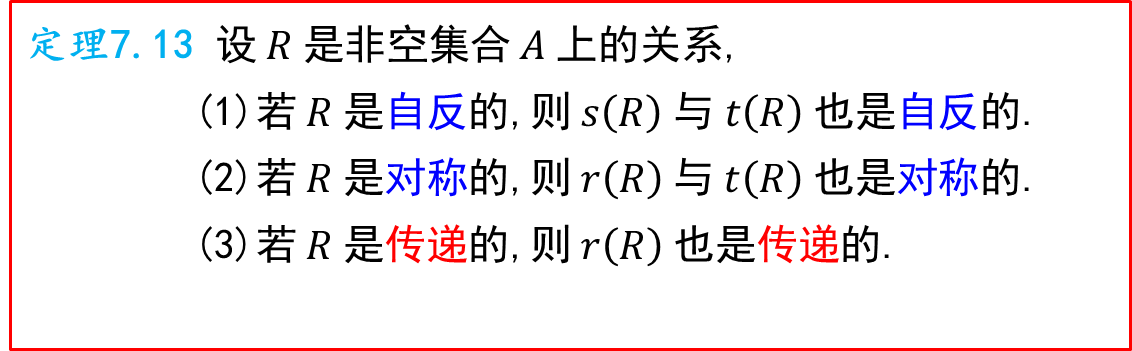 定理7.13 设 R 是非空集合 A 上的关系,
(1)若 R 是自反的,则 s(R) 与 t(R) 也是自反的.
(2)若 R 是对称的,则 r(R) 与 t(R) 也是对称的.
(3)若 R 是传递的,则 r(R) 也是传递的.